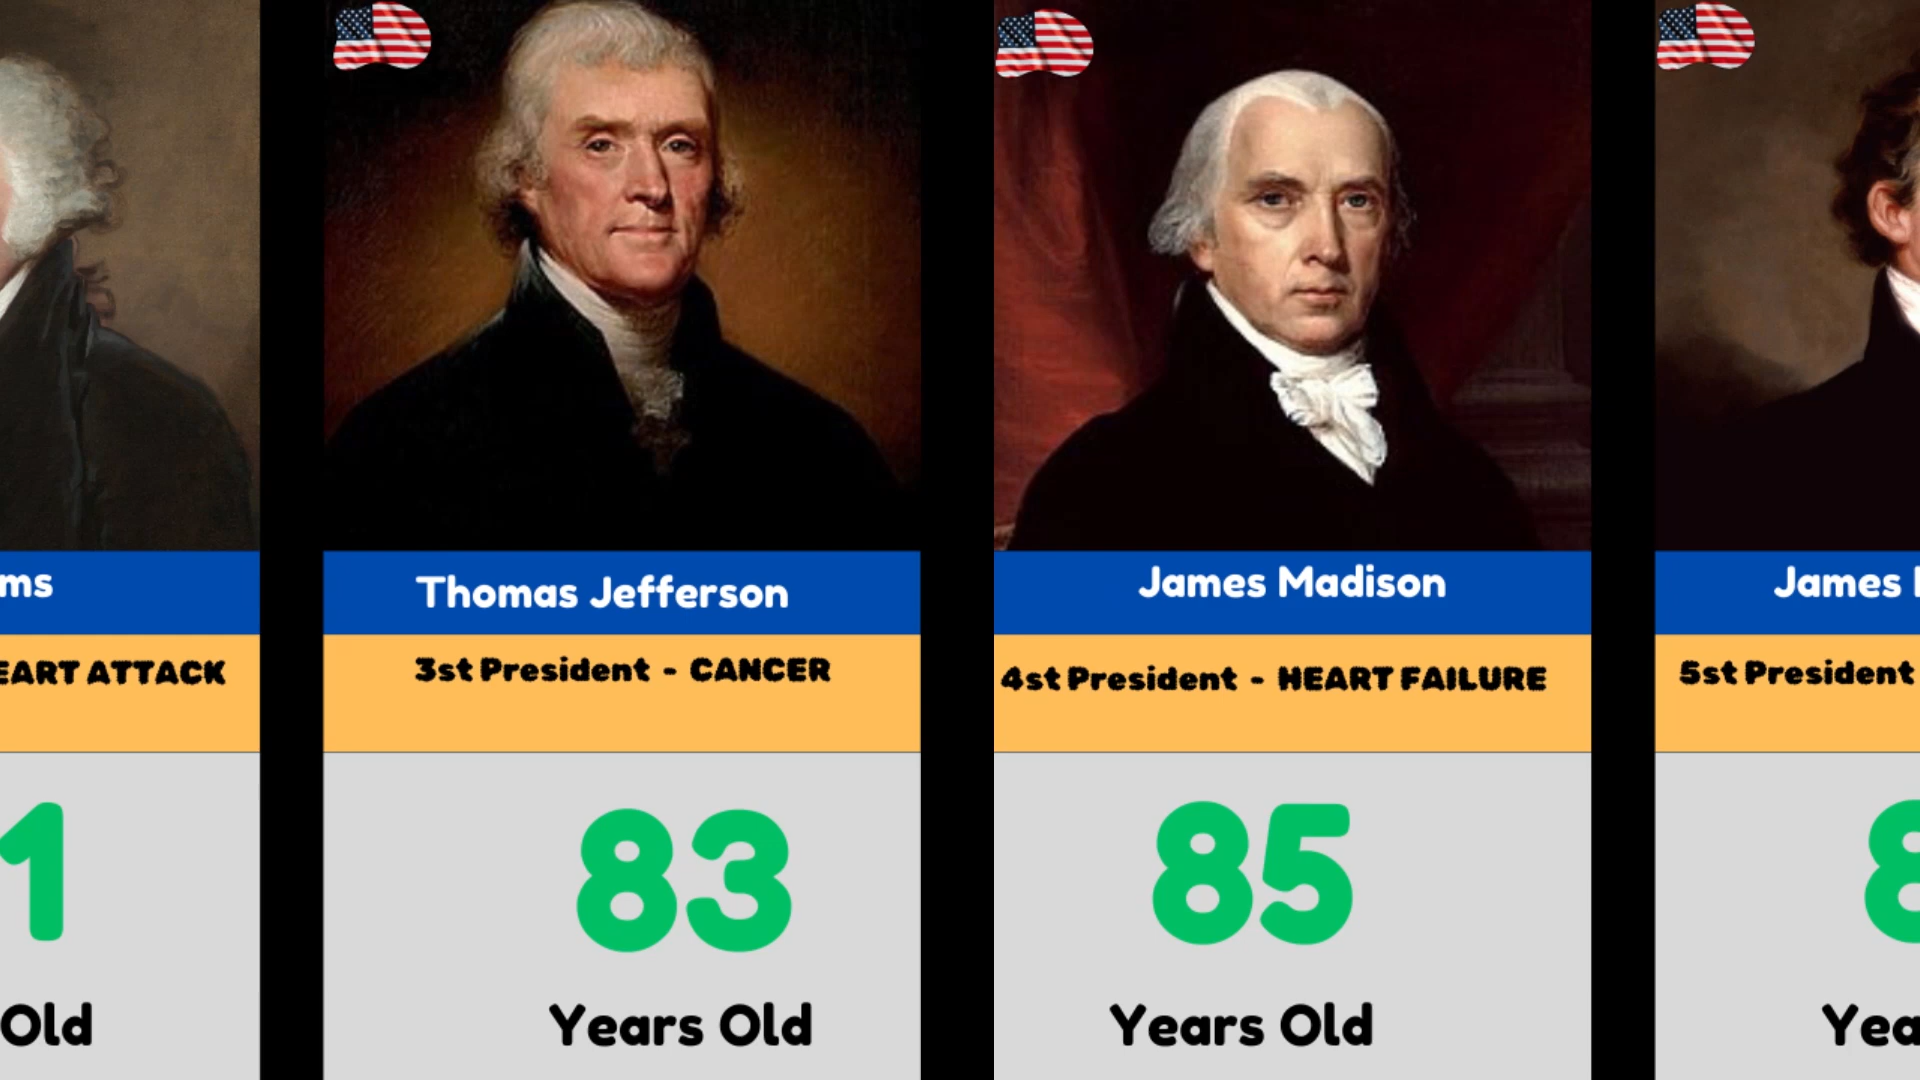 ms
EART ATTACK
1
Old
Thomas Jefferson
3st President - CANCER
83
Years Old
James Madison
4st President - HEART FAILURE
85
Years Old
James
5st President
8
Yea